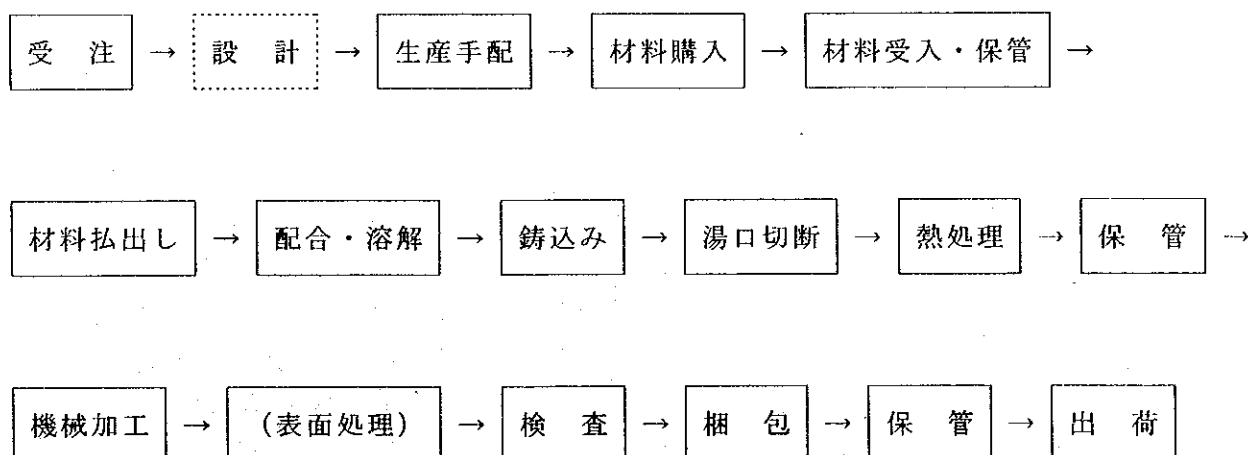 受 注 → 設 計 → 生産手配 → 材料購入 → 材料受入・保管 →
材料払出し → 配合・溶解 → 鋳込み → 湯口切断 → 熱処理 → 保 管 →
機械加工 → (表面処理) → 検 査 → 梱 包 → 保 管 → 出 荷